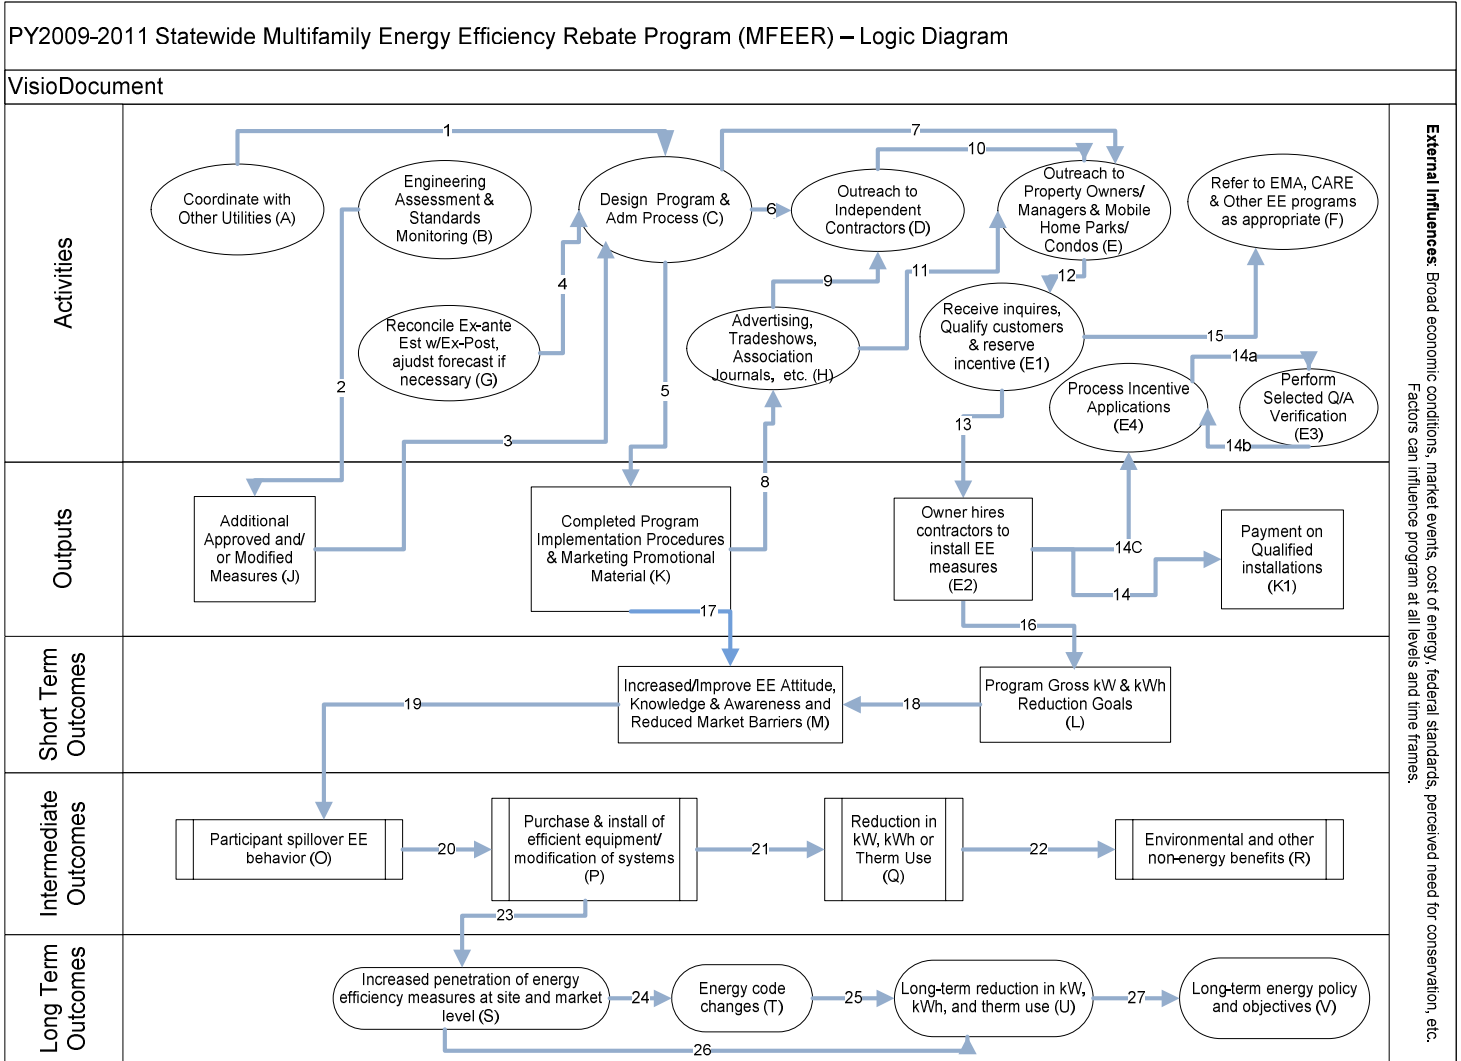 PY2009-2011 Statewide Multifamily Energy Efficiency Rebate Program (MFEER) – Logic Diagram
VisioDocument
Activities
1
7
10
Coordinate with
Other Utilities (A)
Engineering
Assessment &
Standards
Monitoring (B)
Design Program &
Adm Process (C)
6
Outreach to
Independent
Contractors (D)
Outreach to
Property Owners/
Managers & Mobile
Home Parks/
Condos (E)
Refer to EMA, CARE
& Other EE programs
as appropriate (F)
4
9
11
12
Reconcile Ex-ante
Est w/Ex-Post,
ajudst forecast if
necessary (G)
Advertising,
Tradeshows,
Association
Journals, etc. (H)
Receive inquires,
Qualify customers
& reserve
incentive (E1)
15
14a
2
5
Process Incentive
Applications
(E4)
Perform
Selected Q/A
Verification
(E3)
13
14b
3
8
Outputs
Additional
Approved and/
or Modified
Measures (J)
Completed Program
Implementation Procedures
& Marketing Promotional
Material (K)
Owner hires
contractors to
install EE
measures
(E2)
14C
14
Payment on
Qualified
installations
(K1)
17
16
Short Term
Outcomes
19
Increased/Improve EE Attitude,
Knowledge & Awareness and
Reduced Market Barriers (M)
18
Program Gross kW & kWh
Reduction Goals
(L)
Intermediate
Outcomes
Participant spillover EE
behavior (O)
20
Purchase & install of
efficient equipment/
modification of systems
(P)
21
Reduction in
kW, kWh or
Therm Use
(Q)
22
Environmental and other
non-energy benefits (R)
23
Long Term
Outcomes
Increased penetration of energy
efficiency measures at site and market
level (S)
24
Energy code
changes (T)
25
Long-term reduction in kW,
kWh, and therm use (U)
27
Long-term energy policy
and objectives (V)
26
External Influences: Broad economic conditions, market events, cost of energy, federal standards, perceived need for conservation, etc.
Factors can influence program at all levels and time frames.